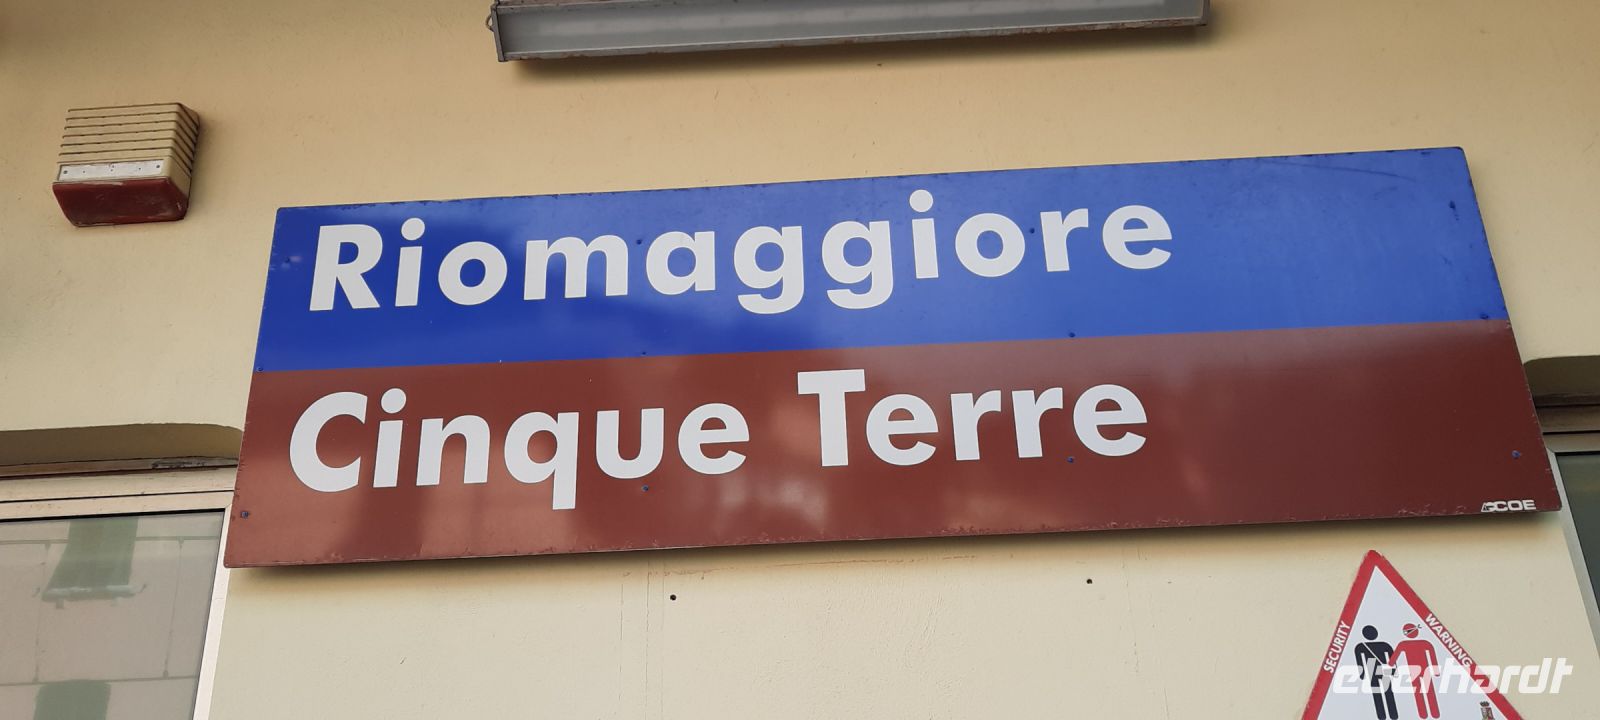 Riomaggiore
Cinque Terre
COE
SECURITY
WARNING
eberhardt